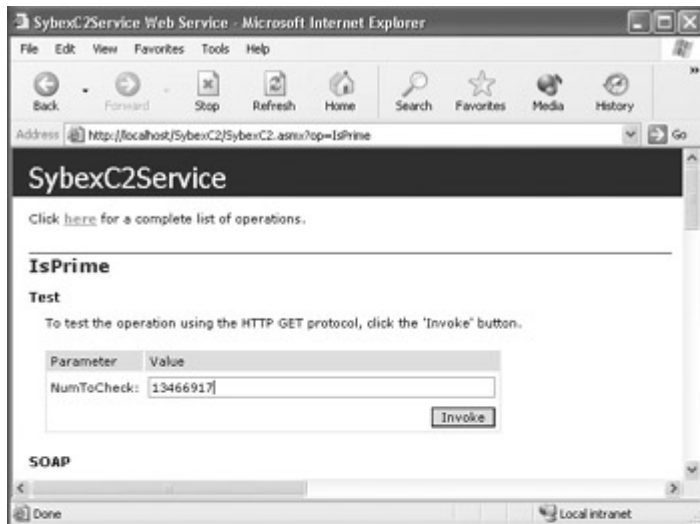 SybexC2Service Web Service - Microsoft Internet Explorer
File Edit View Favorites Tools Help
Back Forward Stop Refresh Home Search Favorites Media History
Address http://localhost/SybexC2/SybexC2.asmx?op=IsPrime Go
SybexC2Service
Click here for a complete list of operations.
IsPrime
Test
To test the operation using the HTTP GET protocol, click the 'Invoke' button.
Parameter Value
NumToCheck: 13466917
Invoke
SOAP
Done Local intranet